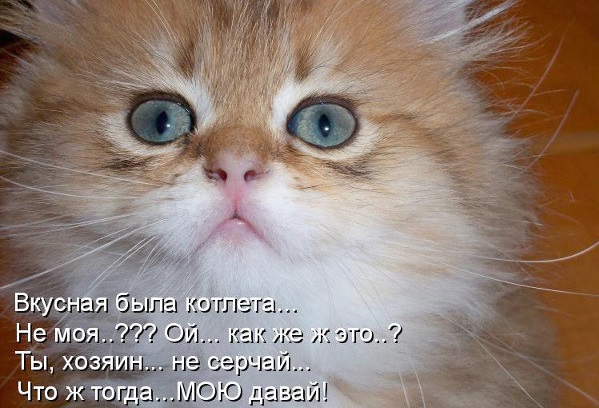 Вкусная была котлета...
Не моя..??? Ой... как же ж это..?
Ты, хозяин... не серчай...
Что ж тогда...МОЮ давай!